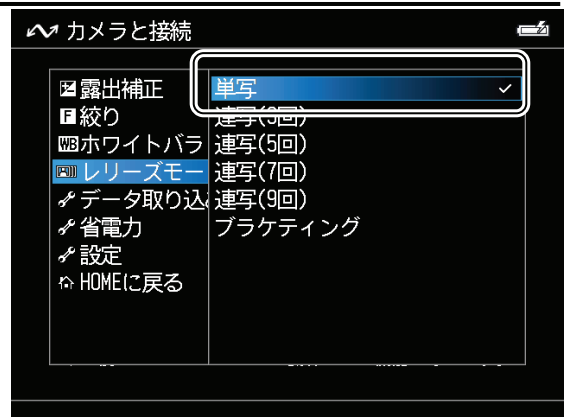 カメラと接続
露出補正
絞り
WBホワイトバラ
レリーズモー
データ取り込
省電力
設定
HOMEに戻る
単写
連写(3回)
連写(5回)
連写(7回)
連写(9回)
ブラケティング